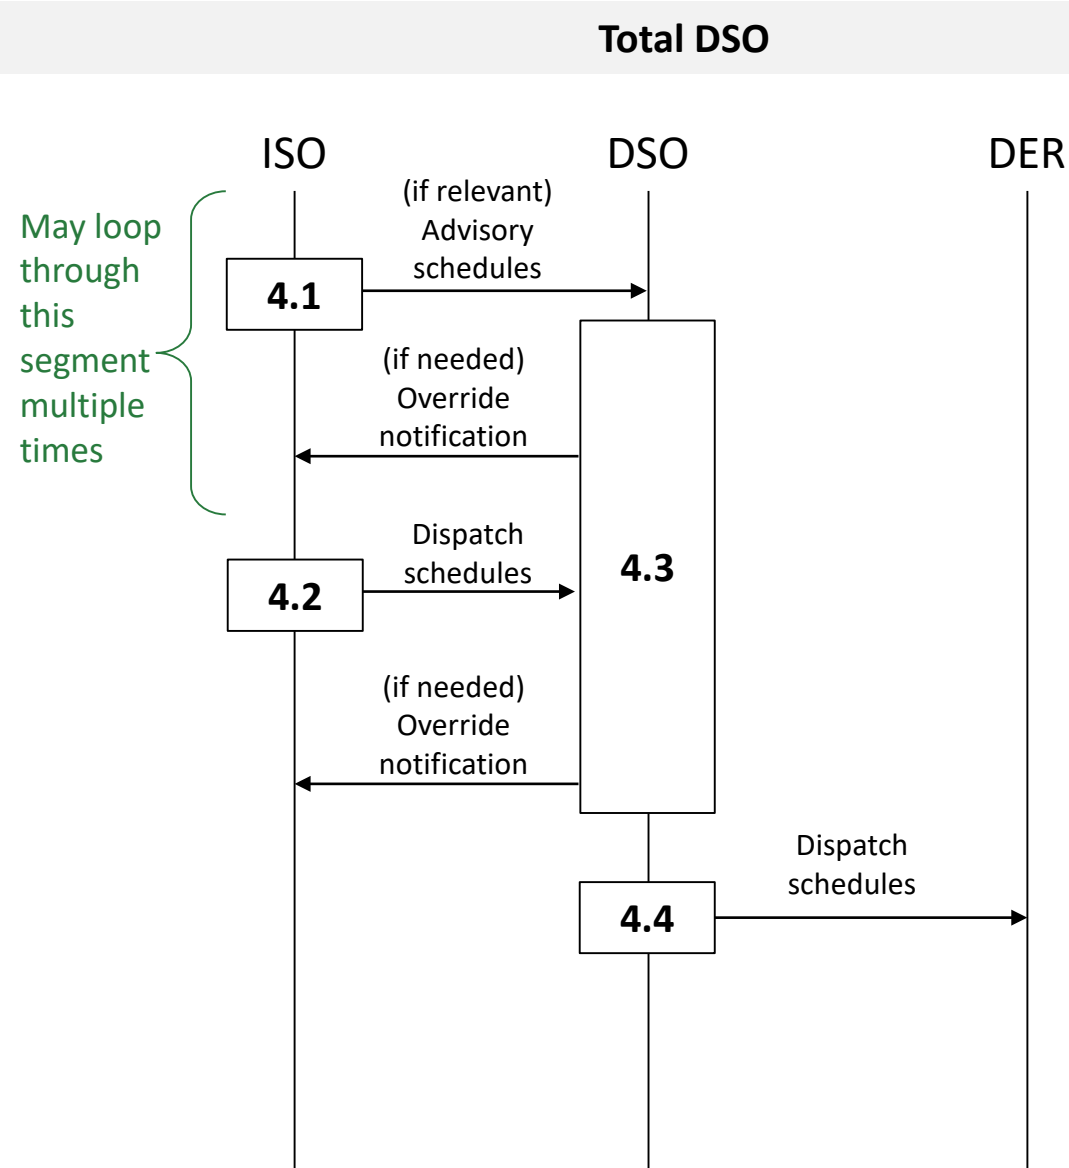 Total DSO
ISO
DSO
DER
May loop
through
this
segment
multiple
times
(if relevant)
Advisory
schedules
4.1
(if needed)
Override
notification
4.3
Dispatch
schedules
4.2
(if needed)
Override
notification
Dispatch
schedules
4.4